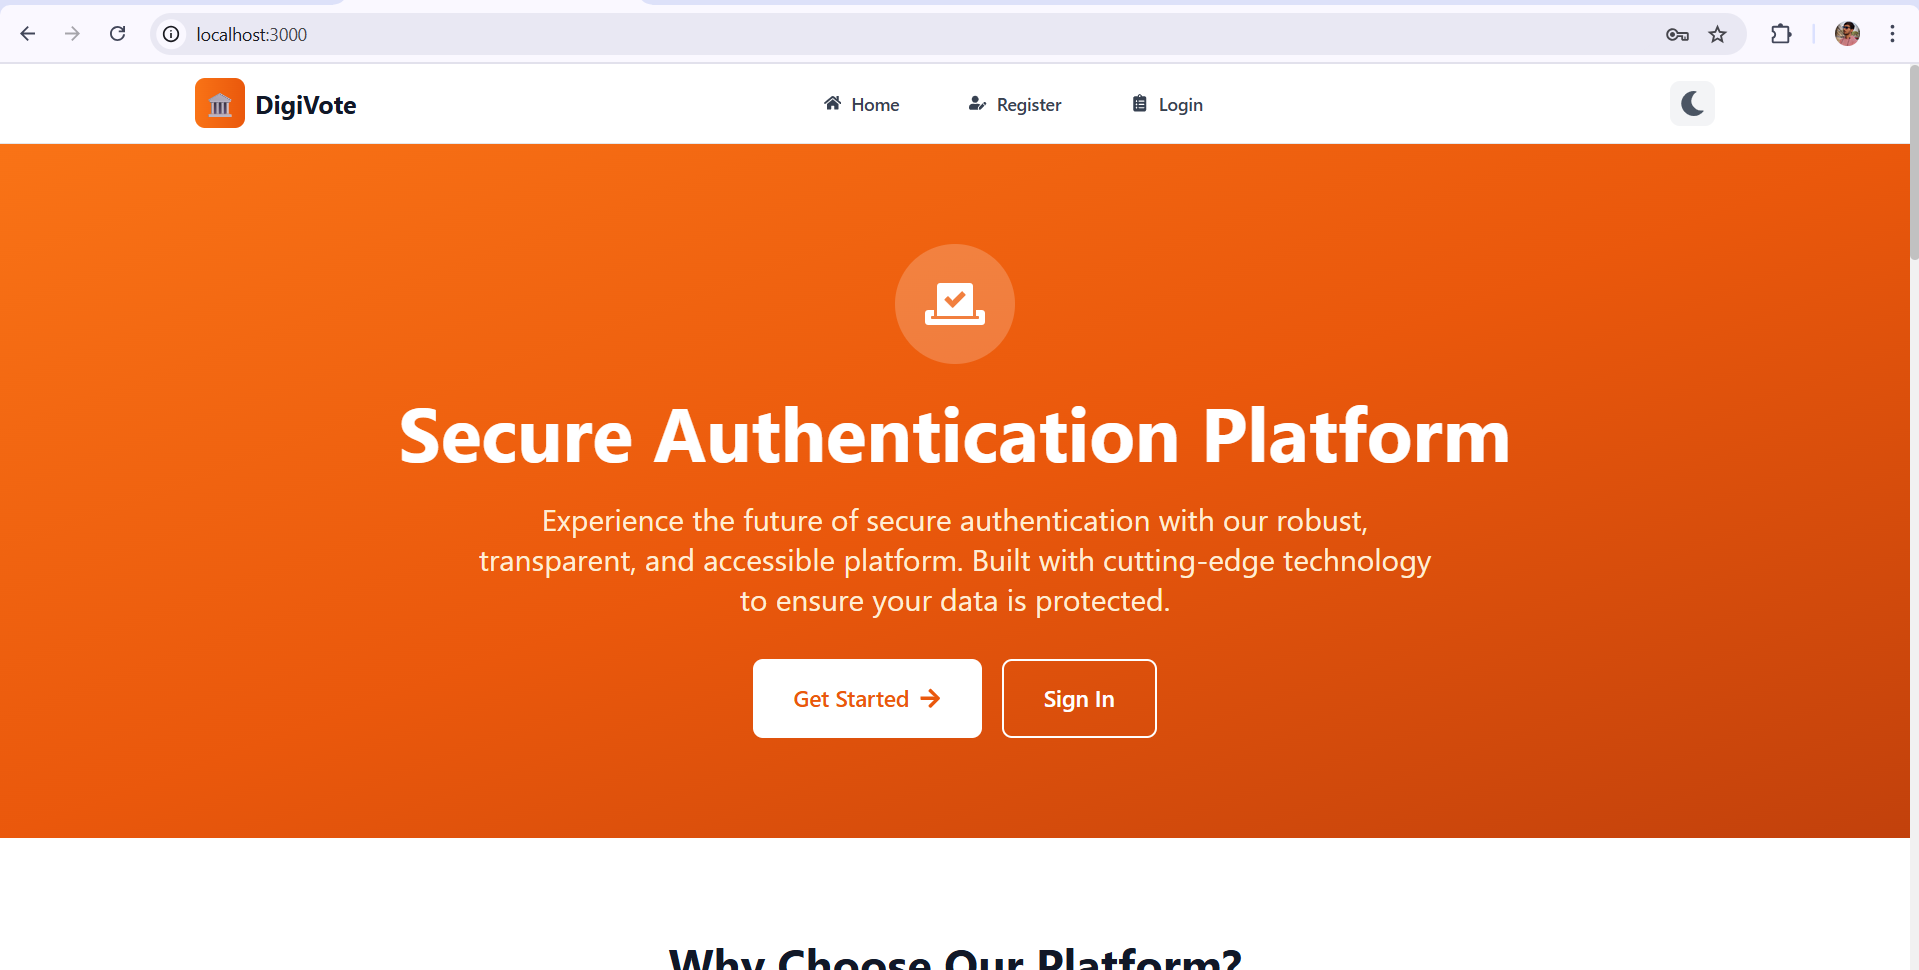 localhost:3000
DigiVote
Home
Register
Login
Secure Authentication Platform
Experience the future of secure authentication with our robust,
transparent, and accessible platform. Built with cutting-edge technology
to ensure your data is protected.
Get Started
Sign In
Why Choose Our Platform?